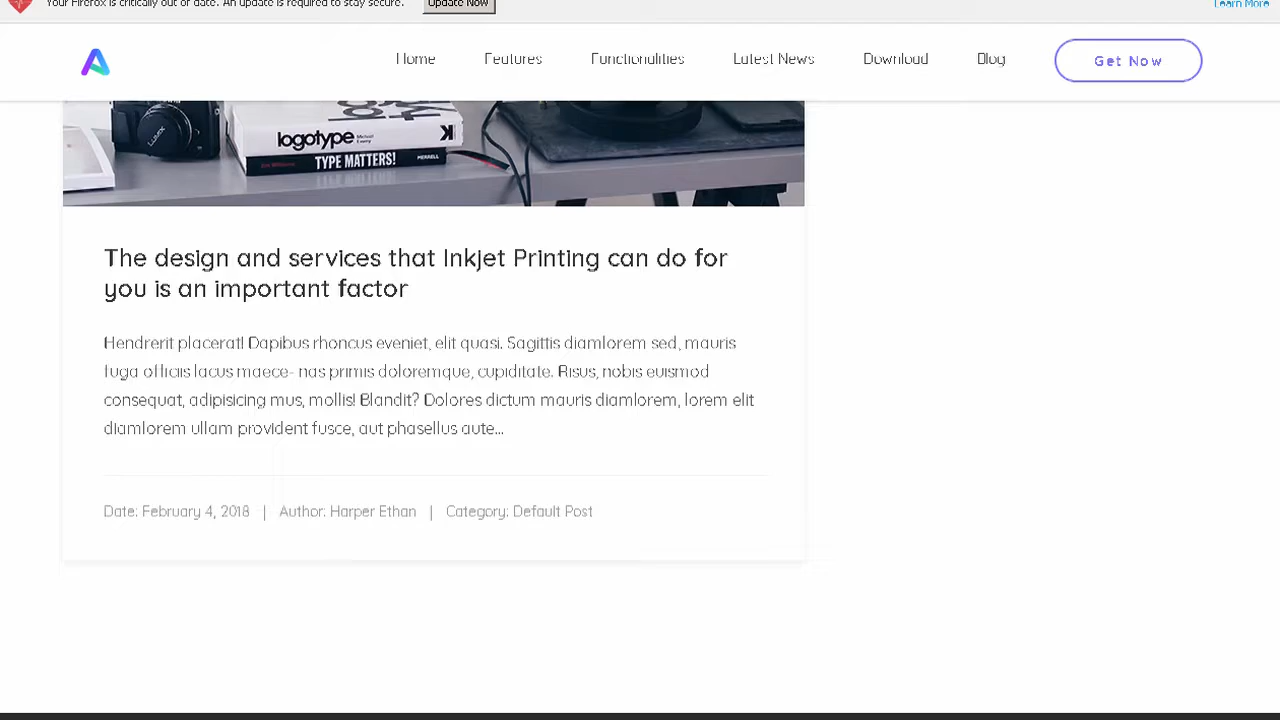 Your Firefox is critically out of date. An update is required to stay secure. Update Now Learn More
Home Features Functionalities Latest News Download Blog Get Now
LUMIX
logotype Michael Evamy K
TYPE MATTERS! MERRELL
The design and services that Inkjet Printing can do for
you is an important factor
Hendrerit placerat! Dapibus rhoncus eveniet, elit quasi. Sagittis diamlorem sed, mauris
fuga officiis lacus maece- nas primis doloremque, cupiditate. Risus, nobis euismod
consequat, adipisicing mus, mollis! Blandit? Dolores dictum mauris diamlorem, lorem elit
diamlorem ullam provident fusce, aut phasellus aute...
Date: February 4, 2018 | Author: Harper Ethan | Category: Default Post